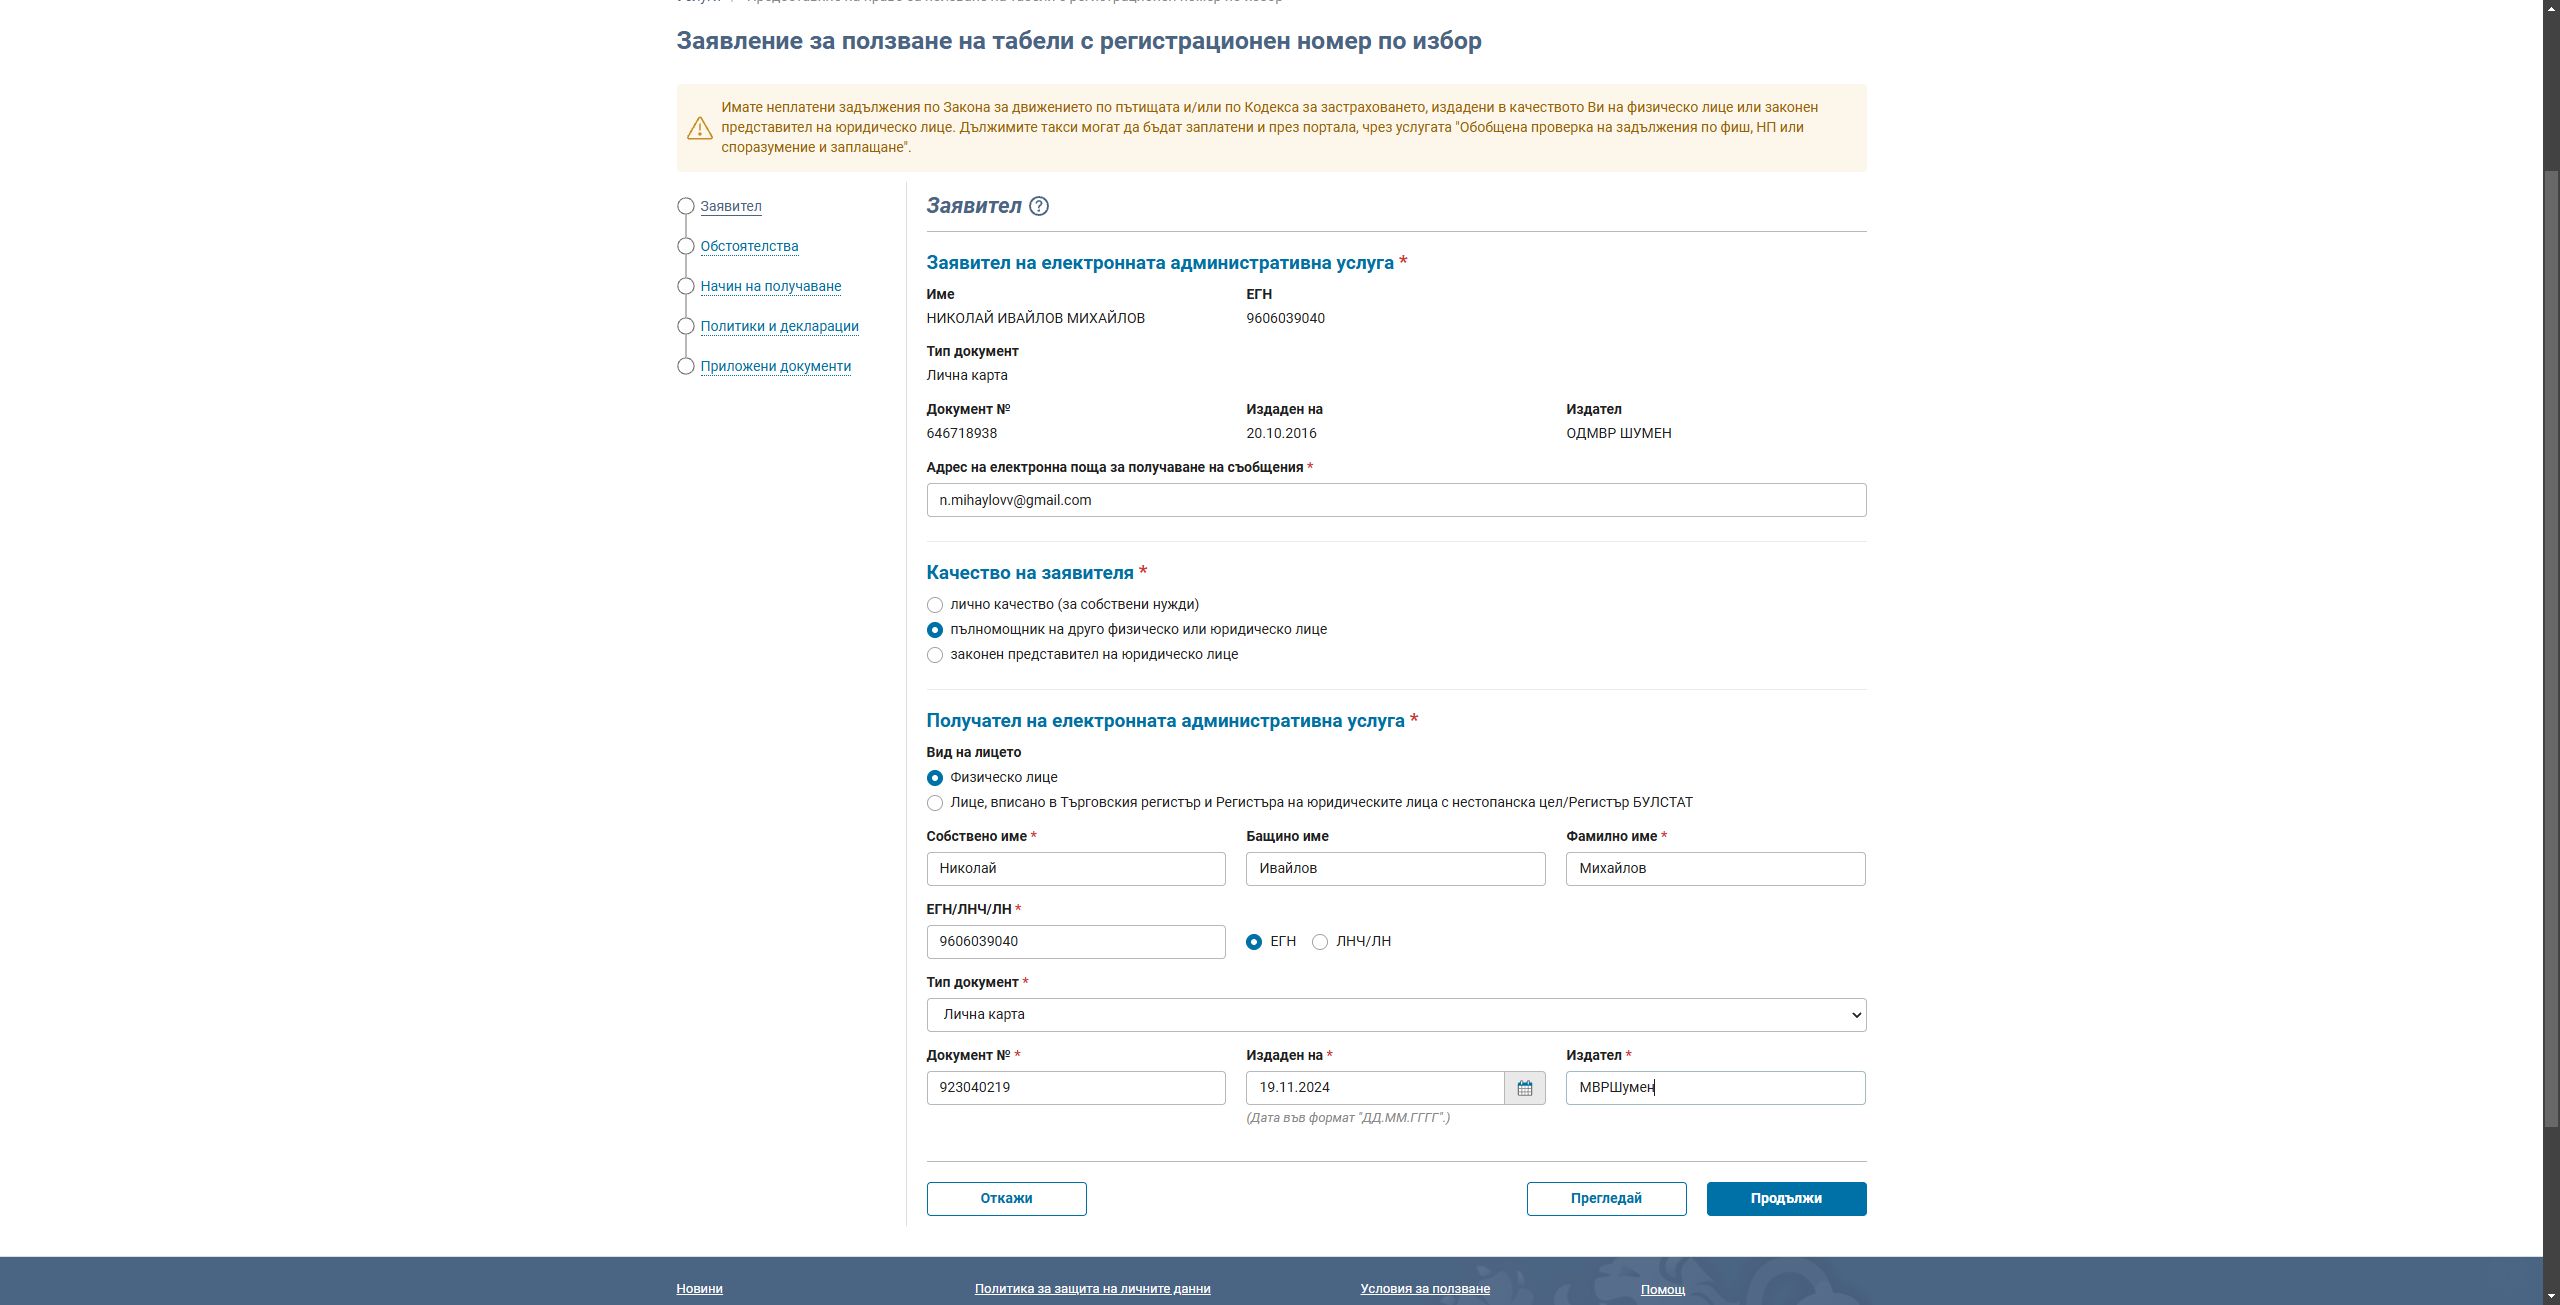 Заявление за ползване на табели с регистрационен номер по избор
Имате неплатени задължения по Закона за движението по пътищата и/или по Кодекса за застраховането, издадени в качеството Ви на физическо лице или законен
представител на юридическо лице. Дължимите такси могат да бъдат заплатени и през портала, чрез услугата "Обобщена проверка на задължения по фиш, НП или
споразумение и заплащане".
Заявител
Обстоятелства
Начин на получаване
Политики и декларации
Приложени документи
Заявител
Заявител на електронната административна услуга *
Име ЕГН
НИКОЛАЙ ИВАЙЛОВ МИХАЙЛОВ 9606039040
Тип документ
Лична карта
Документ № Издаден на Издател
646718938 20.10.2016 ОДМВР ШУМЕН
Адрес на електронна поща за получаване на съобщения *
n.mihaylovv@gmail.com
Качество на заявителя *
лично качество (за собствени нужди)
пълномощник на друго физическо или юридическо лице
законен представител на юридическо лице
Получател на електронната административна услуга *
Вид на лицето
Физическо лице
Лице, вписано в Търговския регистър и Регистъра на юридическите лица с нестопанска цел/Регистър БУЛСТАТ
Собствено име * Бащино име Фамилно име *
Николай Ивайлов Михайлов
ЕГН/ЛНЧ/ЛН *
9606039040 ЕГН ЛНЧ/ЛН
Тип документ *
Лична карта
Документ № * Издаден на * Издател *
923040219 19.11.2024 МВРШумен
(Дата във формат "ДД.ММ.ГГГГ".)
Откажи Прегледай Продължи
Новини Политика за защита на личните данни Условия за ползване Помощ